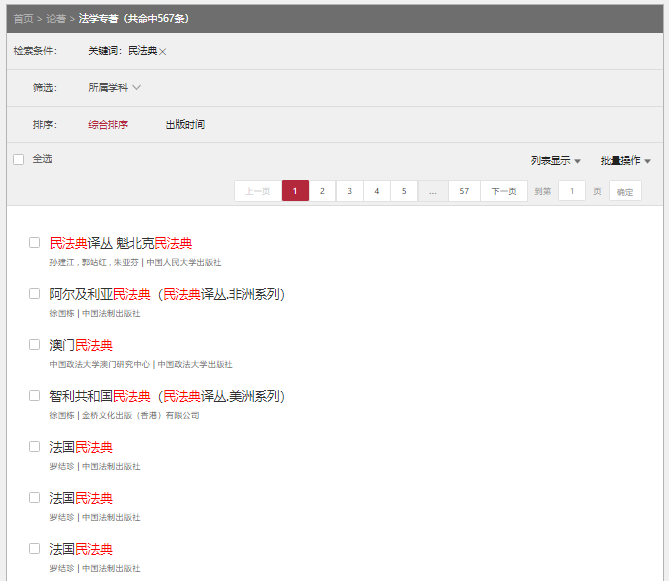 首页 > 论著 > 法学专著（共命中567条）
检索条件： 关键词：民法典×
筛选： 所属学科
排序： 综合排序 出版时间
全选 列表显示 批量操作
上一页 1 2 3 4 5 ... 57 下一页 到第 1 页 确定
民法典译丛 魁北克民法典
孙建江 , 郭站红 , 朱亚芬 | 中国人民大学出版社
阿尔及利亚民法典（民法典译丛.非洲系列）
徐国栋 | 中国法制出版社
澳门民法典
中国政法大学澳门研究中心 | 中国政法大学出版社
智利共和国民法典（民法典译丛.美洲系列）
徐国栋 | 金桥文化出版（香港）有限公司
法国民法典
罗结珍 | 中国法制出版社
法国民法典
罗结珍 | 中国法制出版社
法国民法典
罗结珍 | 中国法制出版社